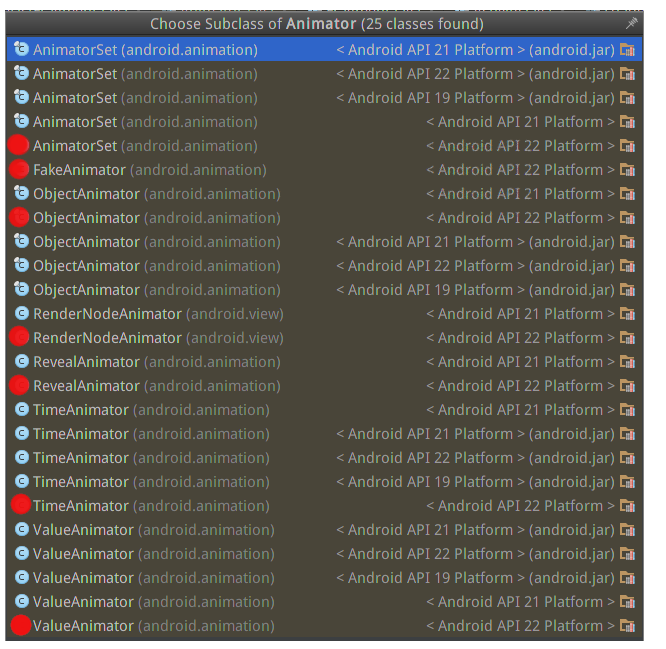 Choose Subclass of Animator (25 classes found)
AnimatorSet (android.animation) < Android API 21 Platform > (android.jar)
AnimatorSet (android.animation) < Android API 22 Platform > (android.jar)
AnimatorSet (android.animation) < Android API 19 Platform > (android.jar)
AnimatorSet (android.animation) < Android API 21 Platform >
AnimatorSet (android.animation) < Android API 22 Platform >
FakeAnimator (android.animation) < Android API 22 Platform >
ObjectAnimator (android.animation) < Android API 21 Platform >
ObjectAnimator (android.animation) < Android API 22 Platform >
ObjectAnimator (android.animation) < Android API 21 Platform > (android.jar)
ObjectAnimator (android.animation) < Android API 22 Platform > (android.jar)
ObjectAnimator (android.animation) < Android API 19 Platform > (android.jar)
RenderNodeAnimator (android.view) < Android API 21 Platform >
RenderNodeAnimator (android.view) < Android API 22 Platform >
RevealAnimator (android.animation) < Android API 21 Platform >
RevealAnimator (android.animation) < Android API 22 Platform >
TimeAnimator (android.animation) < Android API 21 Platform >
TimeAnimator (android.animation) < Android API 21 Platform > (android.jar)
TimeAnimator (android.animation) < Android API 22 Platform > (android.jar)
TimeAnimator (android.animation) < Android API 19 Platform > (android.jar)
TimeAnimator (android.animation) < Android API 22 Platform >
ValueAnimator (android.animation) < Android API 21 Platform > (android.jar)
ValueAnimator (android.animation) < Android API 22 Platform > (android.jar)
ValueAnimator (android.animation) < Android API 19 Platform > (android.jar)
ValueAnimator (android.animation) < Android API 21 Platform >
ValueAnimator (android.animation) < Android API 22 Platform >